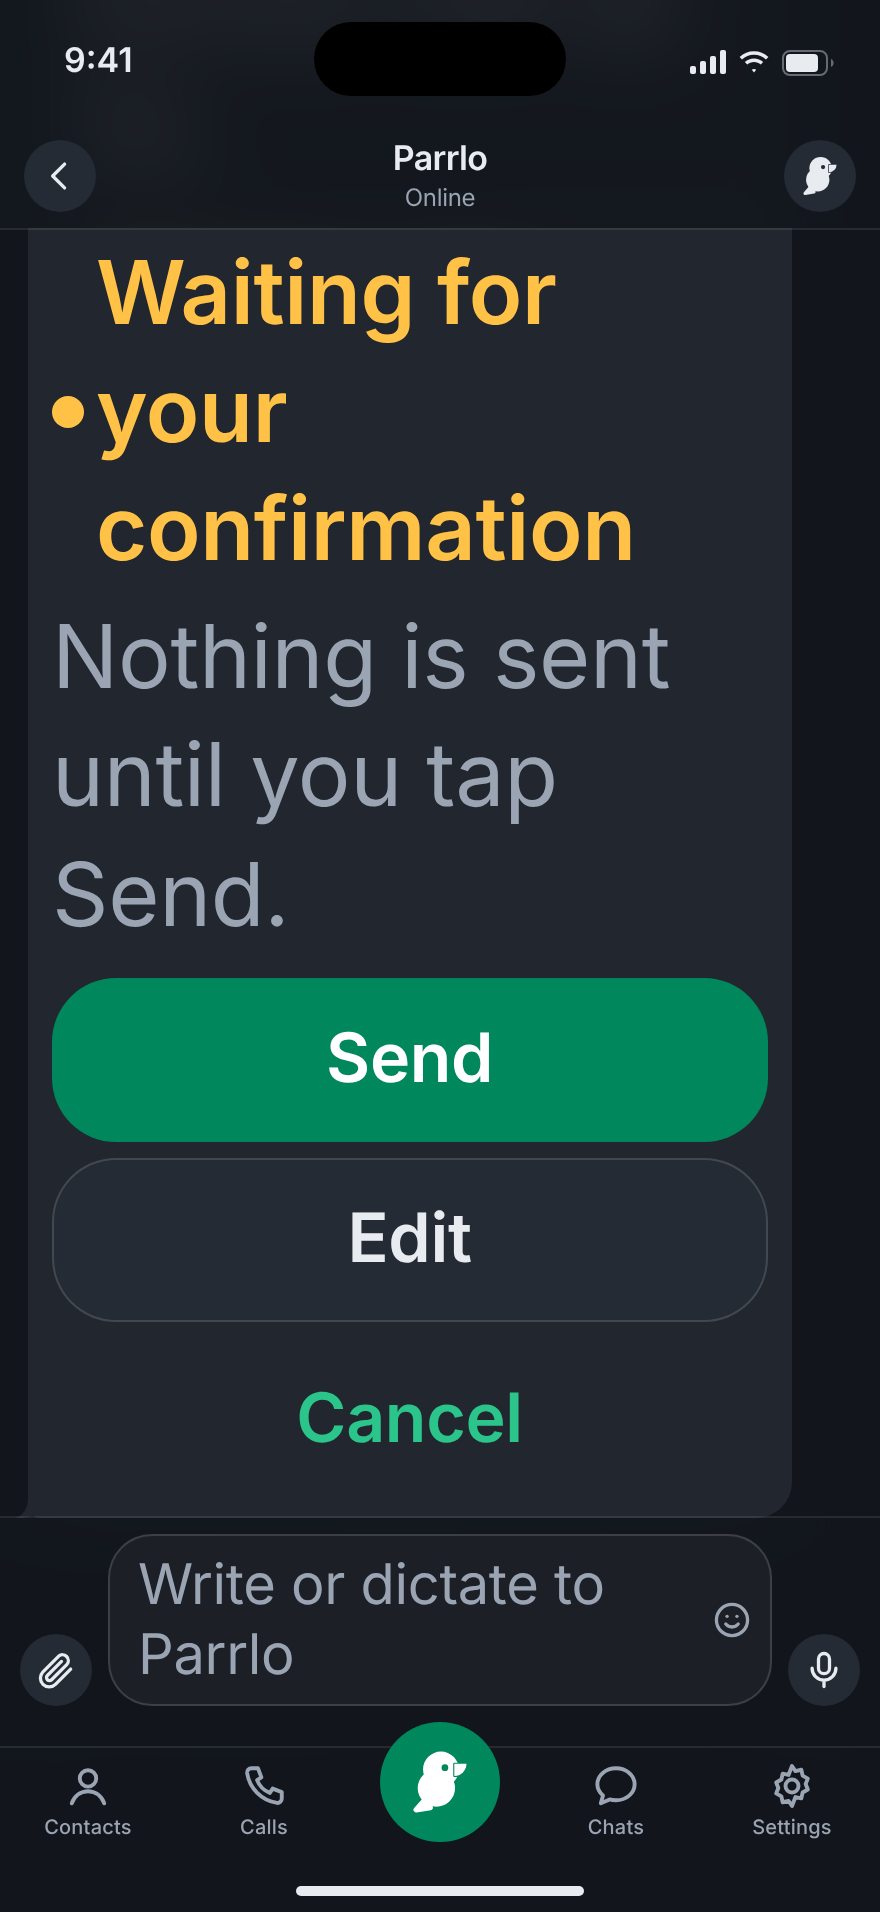 9:41
Parrlo
Online
Waiting for
your
confirmation
Nothing is sent
until you tap
Send.
Send
Edit
Cancel
Write or dictate to
Parrlo
Contacts
Calls
Chats
Settings